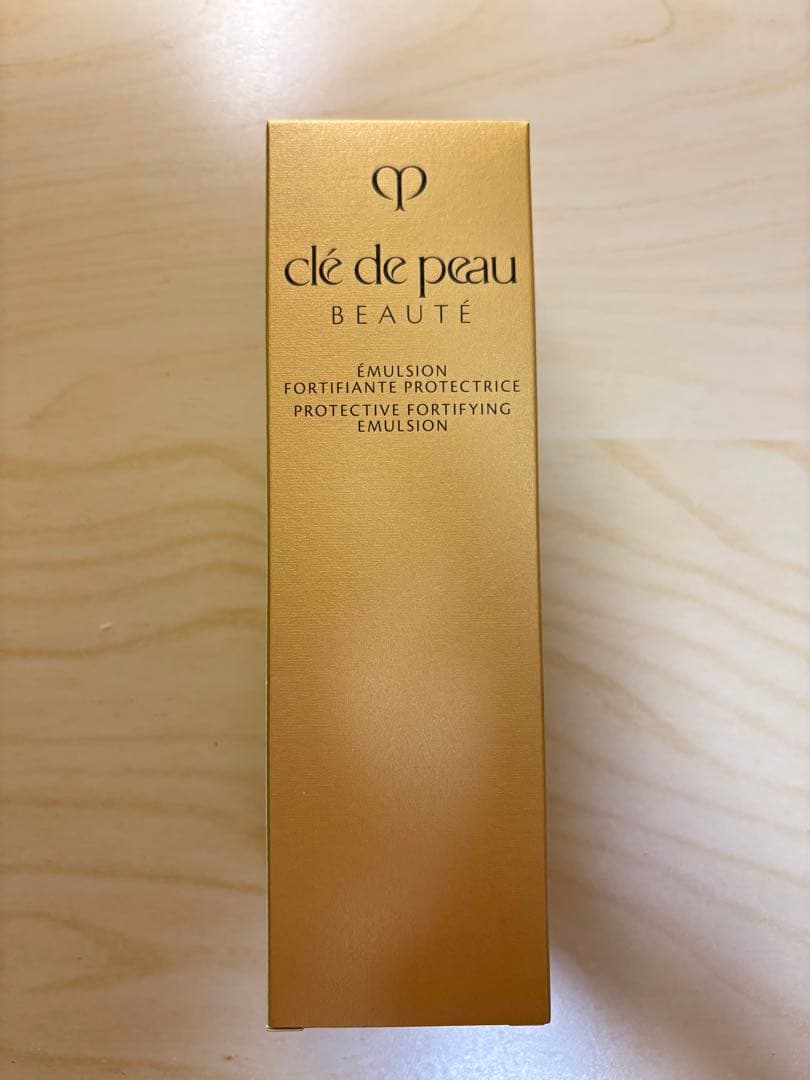 clé de peau
BEAUTÉ
ÉMULSION
FORTIFIANTE PROTECTRICE
PROTECTIVE FORTIFYING
EMULSION